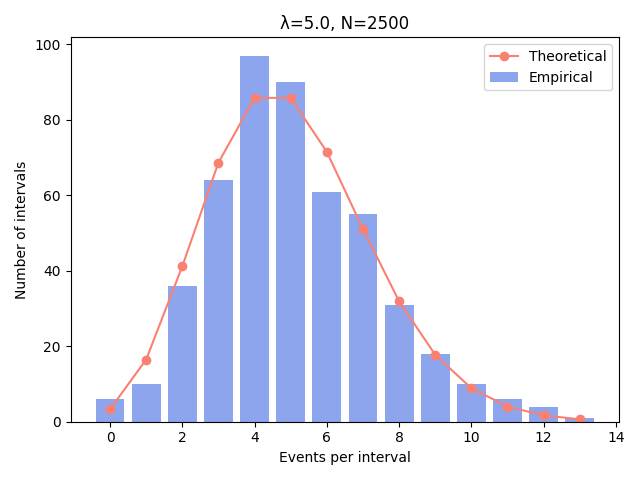 λ=5.0, N=2500
Theoretical
Empirical
Number of intervals
100
80
60
40
20
0
0 2 4 6 8 10 12 14
Events per interval